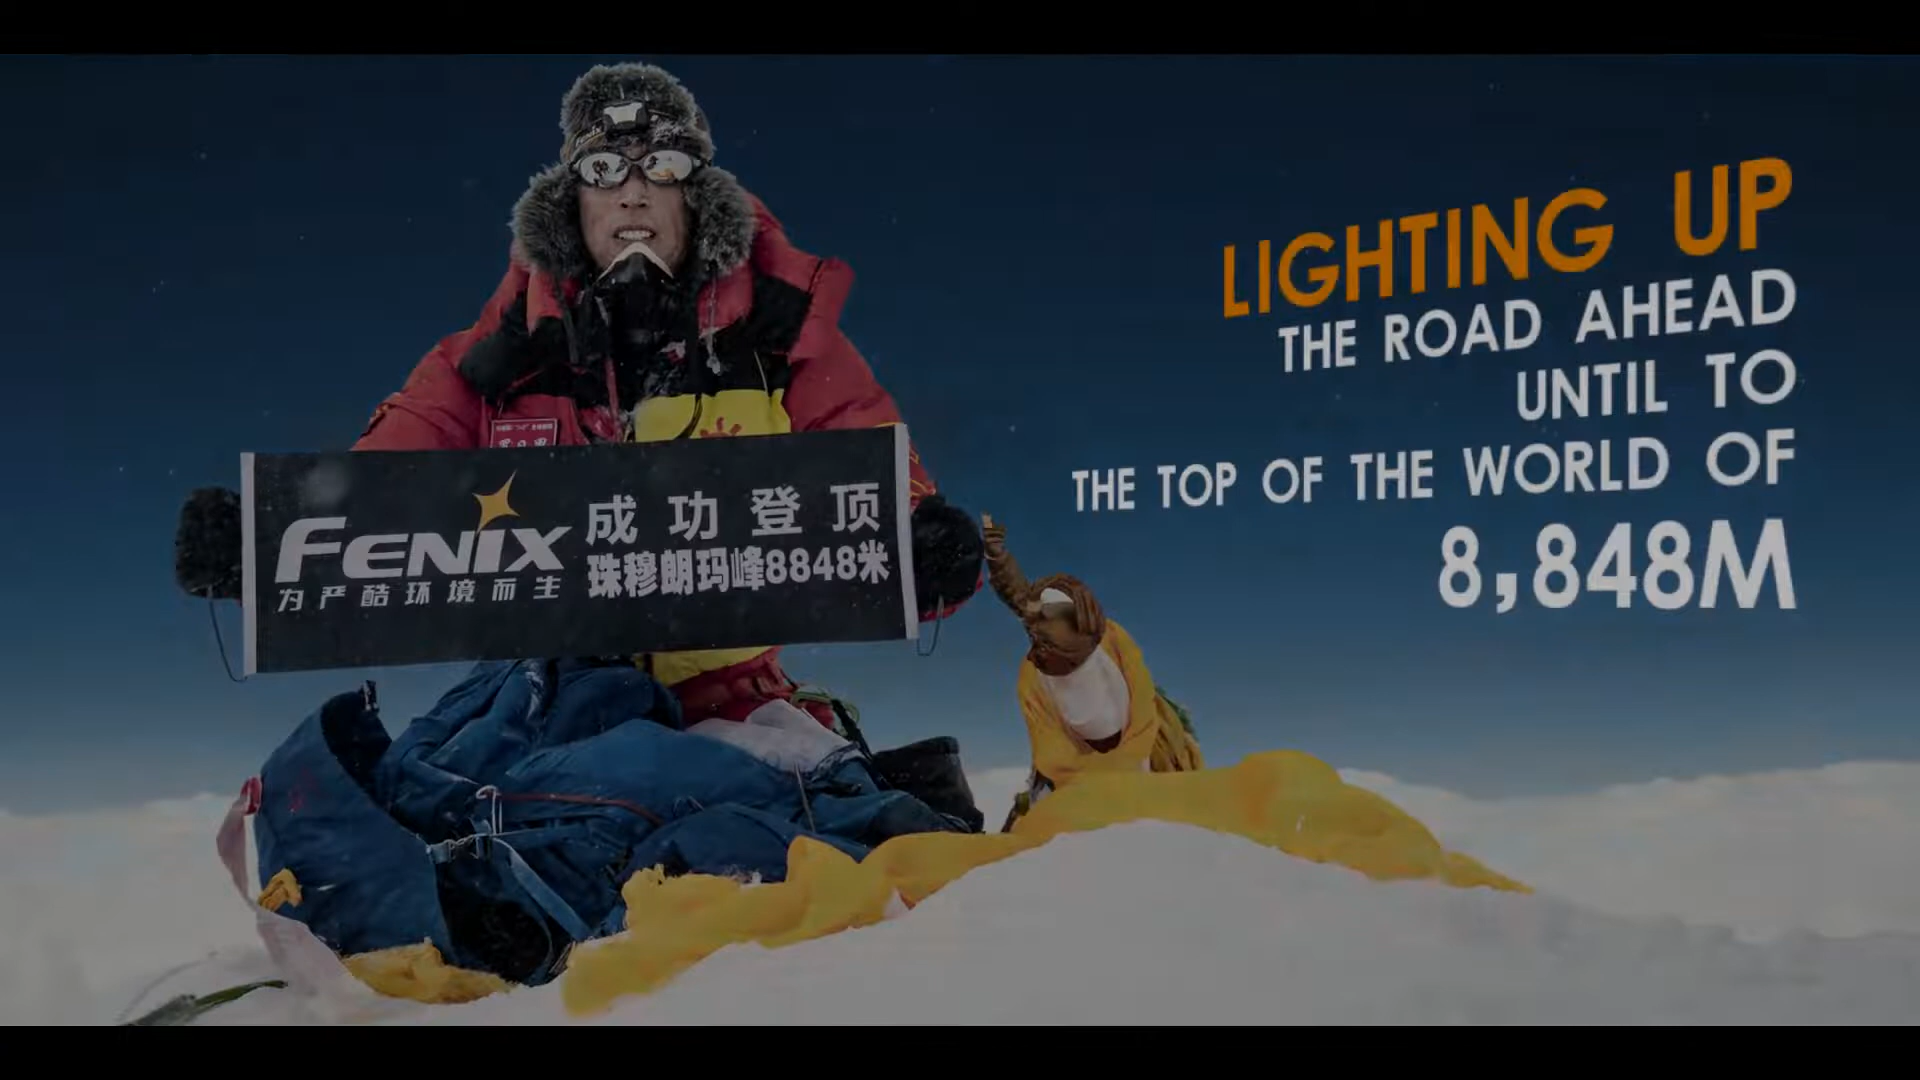 FENIX
为严酷环境而生
成功登顶
珠穆朗玛峰8848米
LIGHTING UP
THE ROAD AHEAD
UNTIL TO
THE TOP OF THE WORLD OF
8,848M